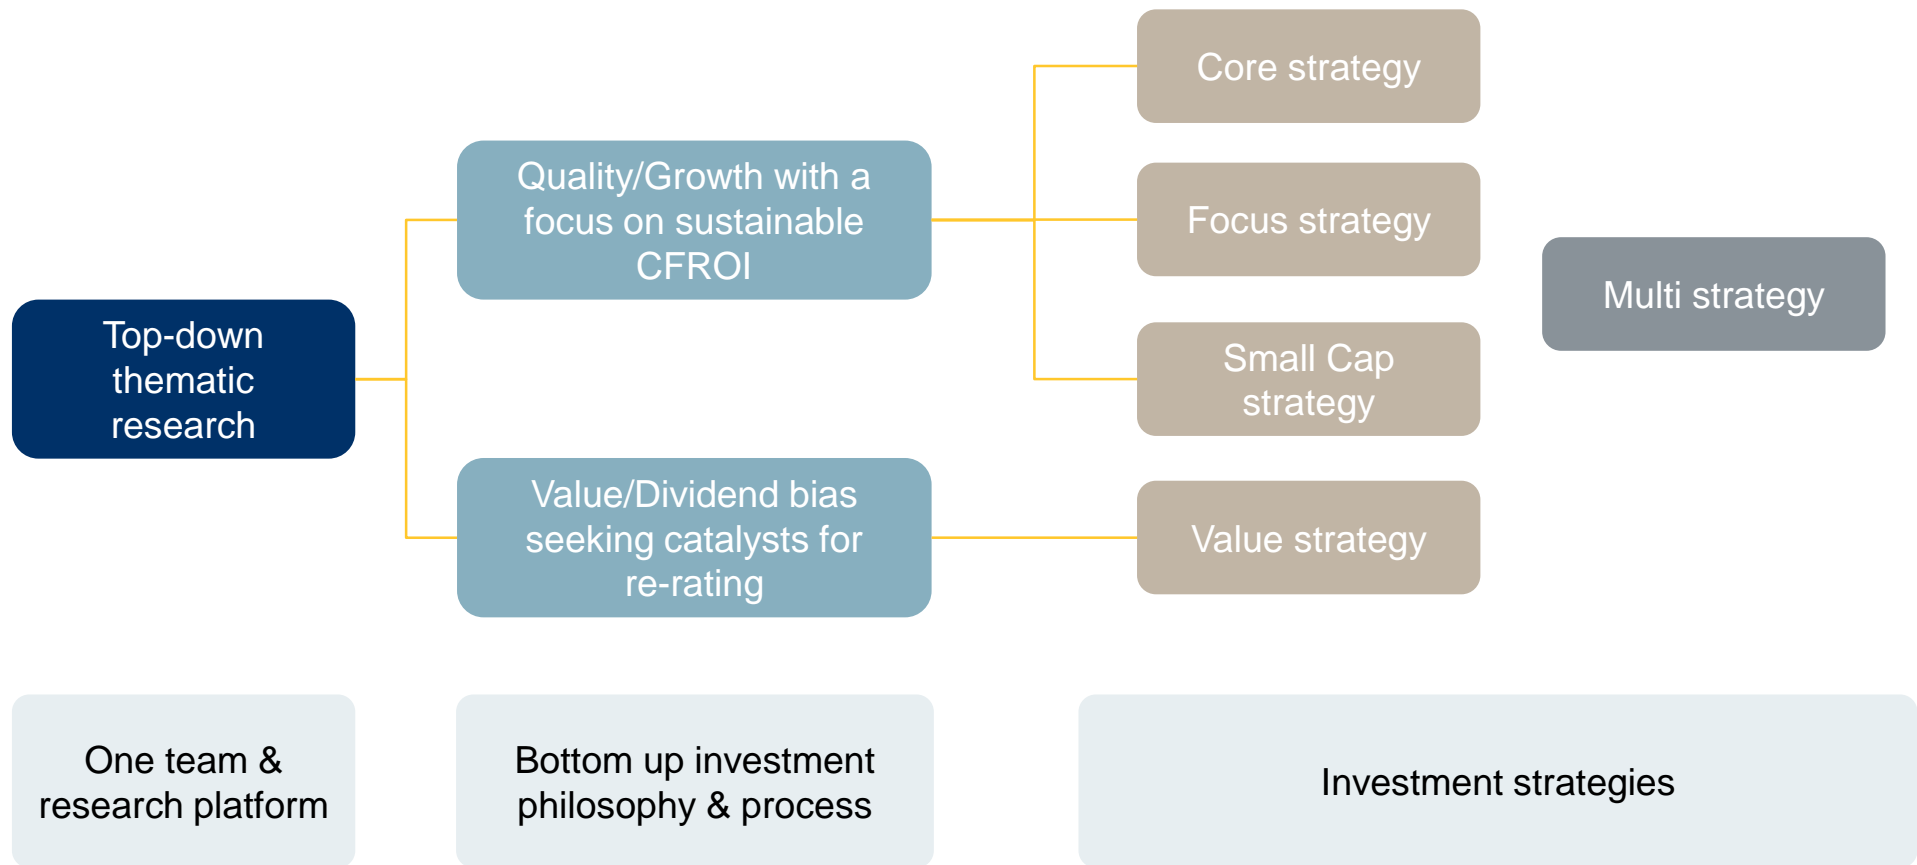 Top-down
thematic
research
Quality/Growth with a
focus on sustainable
CFROI
Value/Dividend bias
seeking catalysts for
re-rating
Core strategy
Focus strategy
Small Cap
strategy
Value strategy
Multi strategy
One team &
research platform
Bottom up investment
philosophy & process
Investment strategies